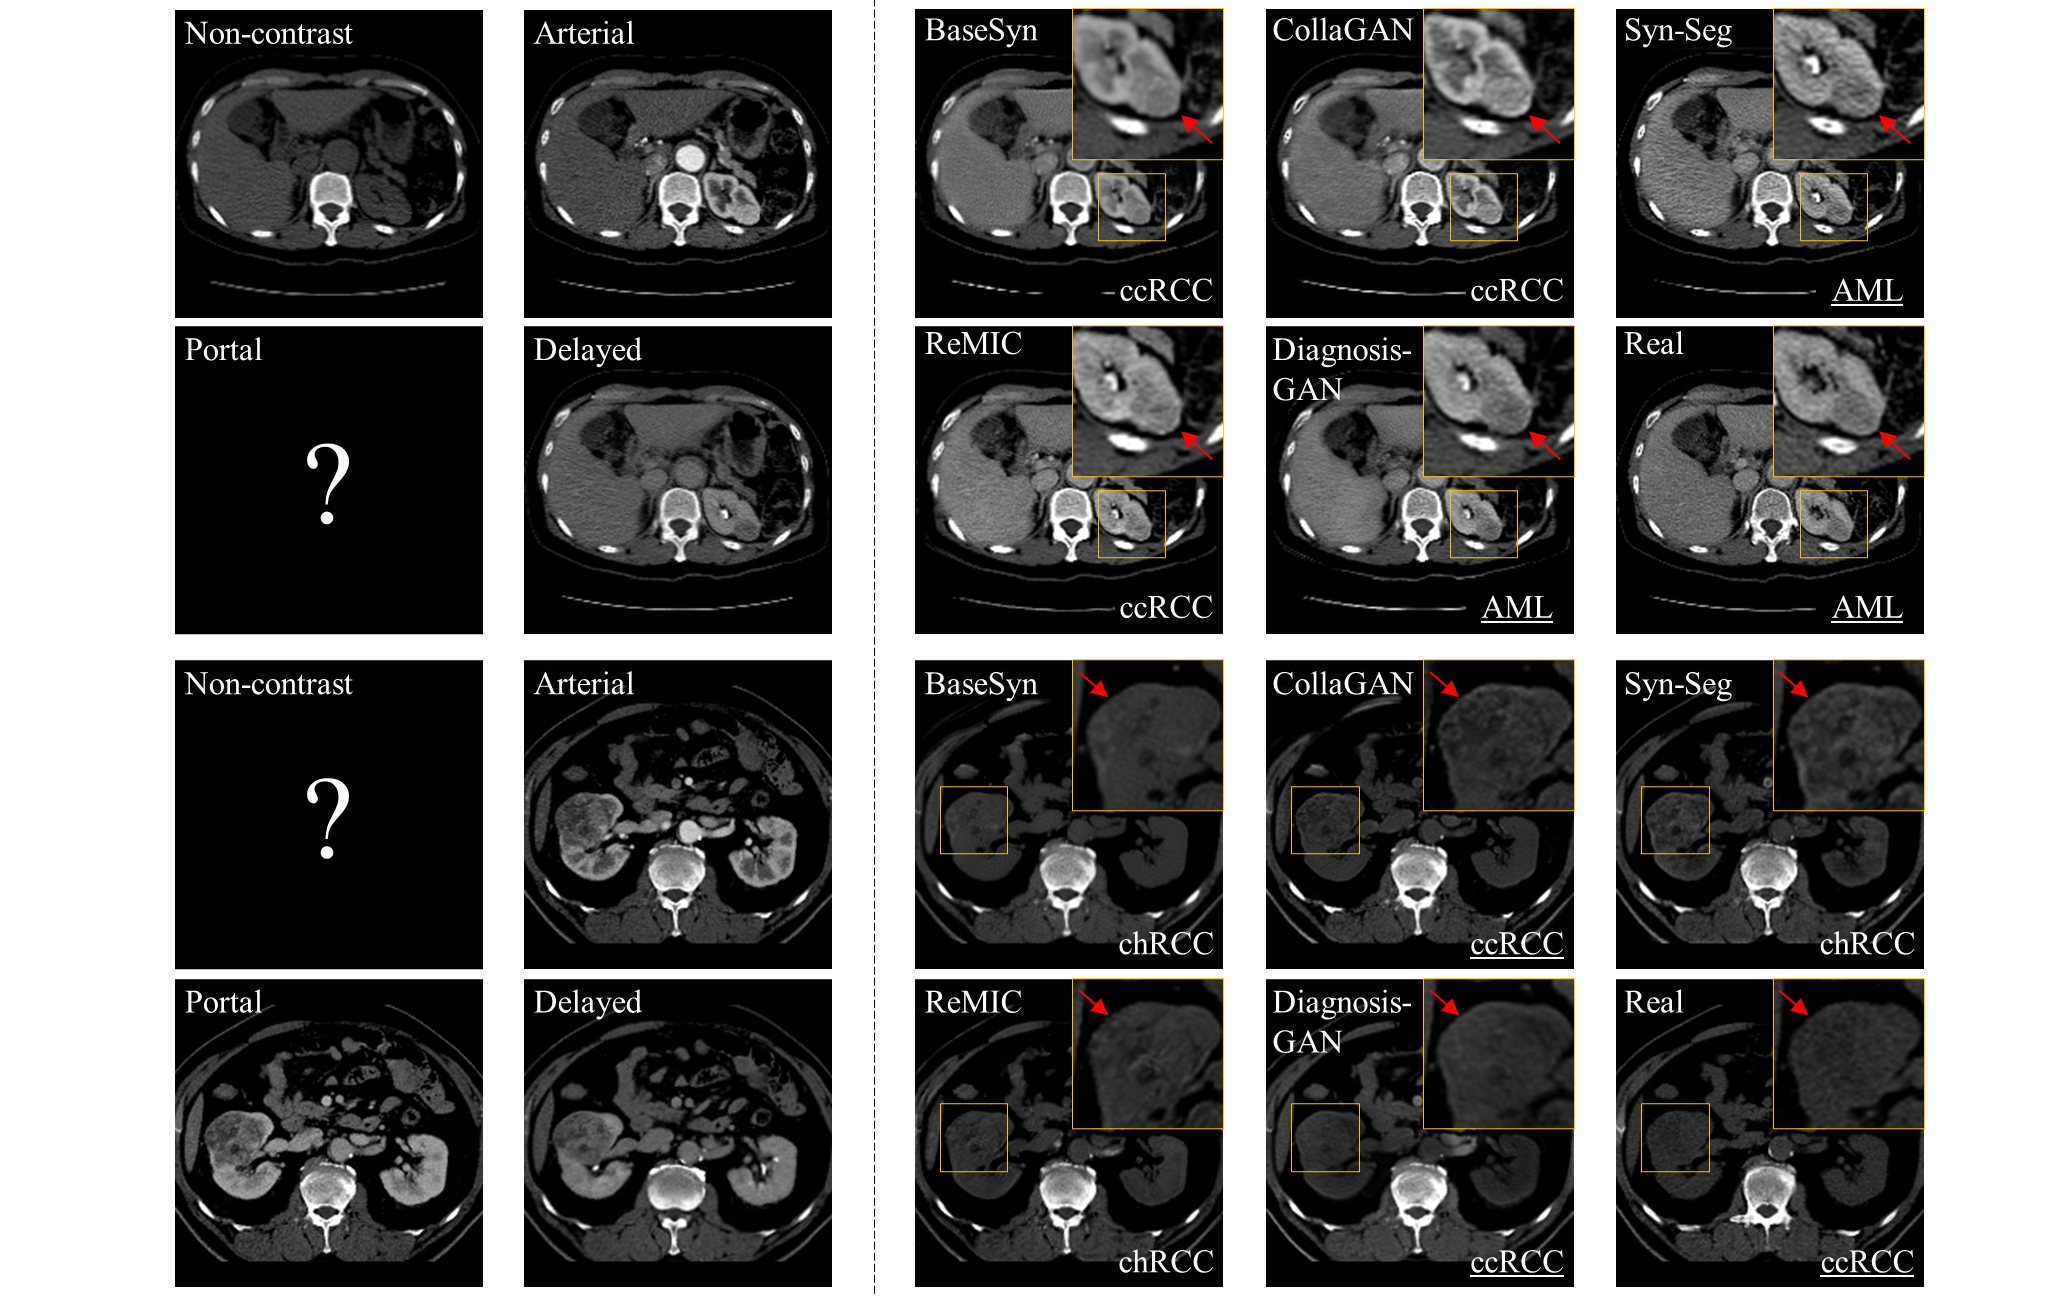 Non-contrast
Arterial
BaseSyn
CollaGAN
Syn-Seg
ccRCC
ccRCC
AML
Portal
Delayed
ReMIC
Diagnosis-
GAN
Real
?
ccRCC
AML
AML
Non-contrast
Arterial
BaseSyn
CollaGAN
Syn-Seg
?
chRCC
ccRCC
chRCC
Portal
Delayed
ReMIC
Diagnosis-
GAN
Real
chRCC
ccRCC
ccRCC